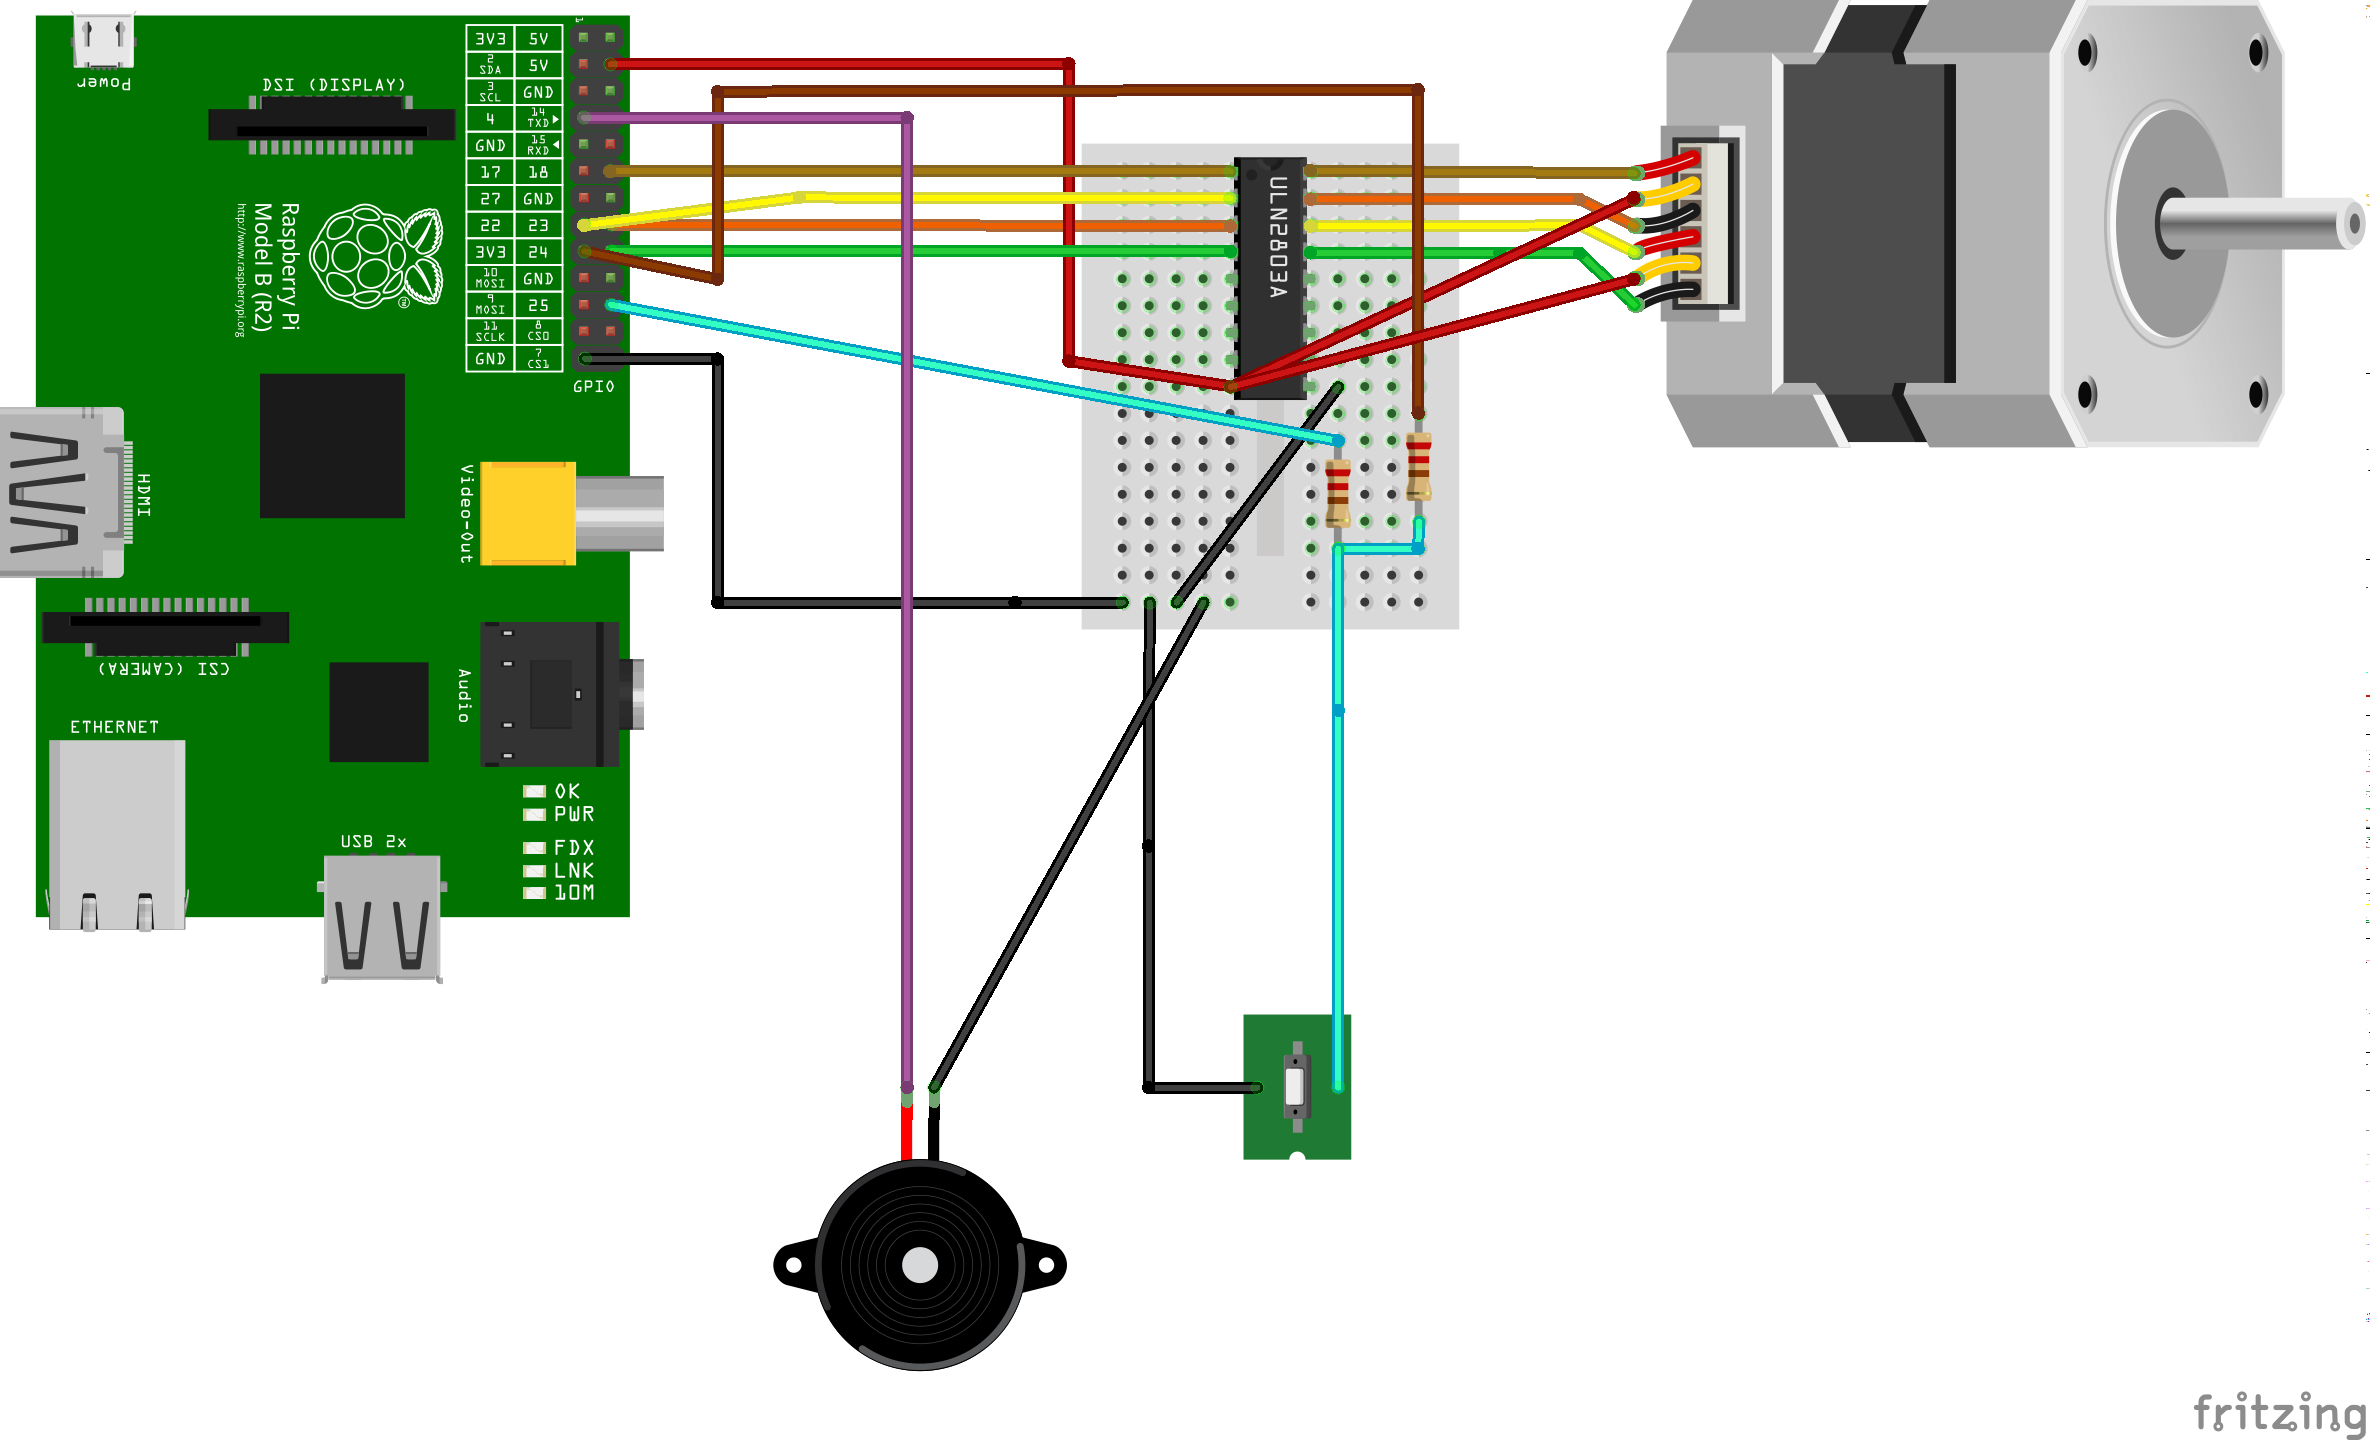 1
3V3 5V
2 SDA 5V
3 SCL GND
4 14 TXD
GND 15 RXD
17 18
27 GND
22 23
3V3 24
10 MOSI GND
9 MOSI 25
11 SCLK 8 CS0
GND 7 CS1
GPIO
Power
DSI (DISPLAY)
Raspberry Pi
Model B (R2)
http://www.raspberrypi.org
HDMI
Video-Out
CSI (CAMERA)
Audio
ETHERNET
USB 2x
OK
PWR
FDX
LNK
10M
ULN2803A
fritzing